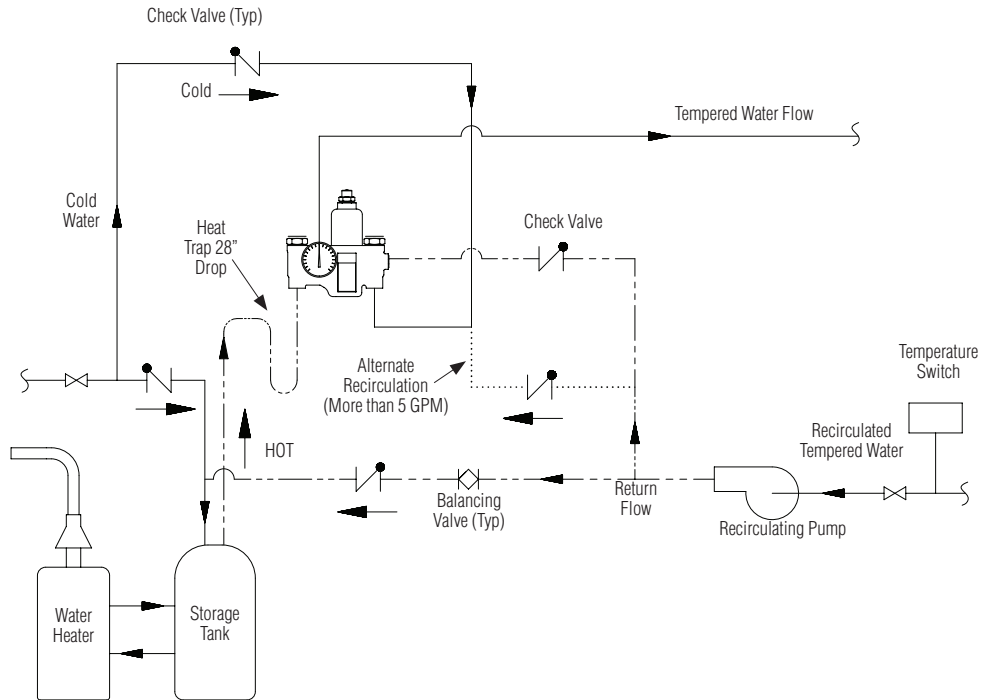 Check Valve (Typ)
Cold
Tempered Water Flow
Cold
Water
Heat
Trap 28"
Drop
Check Valve
Alternate
Recirculation
(More than 5 GPM)
Temperature
Switch
HOT
Recirculated
Tempered Water
Balancing
Valve (Typ)
Return
Flow
Recirculating Pump
Water
Heater
Storage
Tank